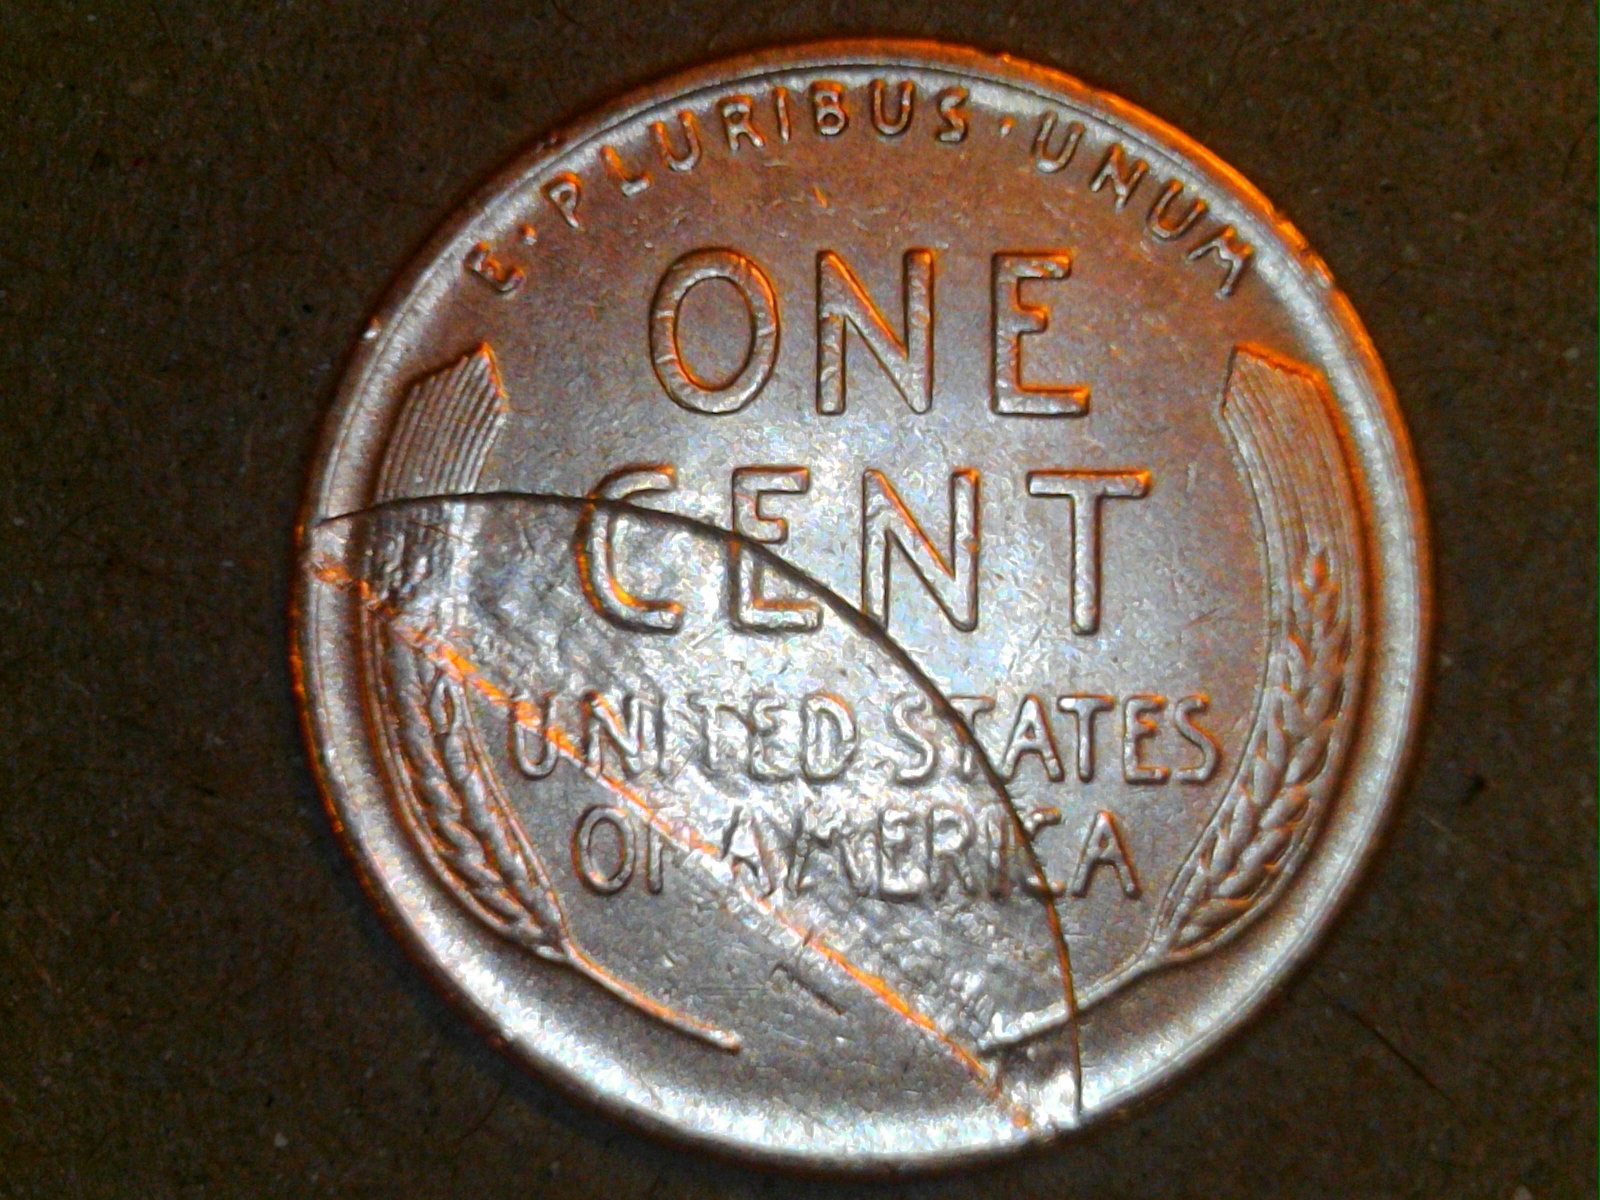 E · PLURIBUS · UNUM
ONE
CENT
UNITED STATES
OF AMERICA